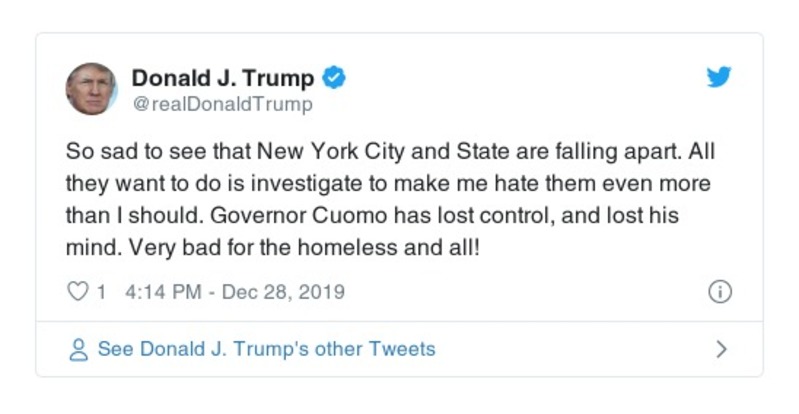 Donald J. Trump
@realDonaldTrump
So sad to see that New York City and State are falling apart. All
they want to do is investigate to make me hate them even more
than I should. Governor Cuomo has lost control, and lost his
mind. Very bad for the homeless and all!
1 4:14 PM - Dec 28, 2019
See Donald J. Trump's other Tweets